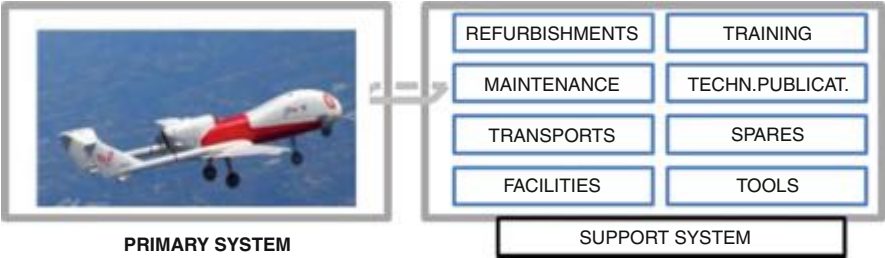 REFURBISHMENTS TRAINING
MAINTENANCE TECHN.PUBLICAT.
TRANSPORTS SPARES
FACILITIES TOOLS
PRIMARY SYSTEM SUPPORT SYSTEM